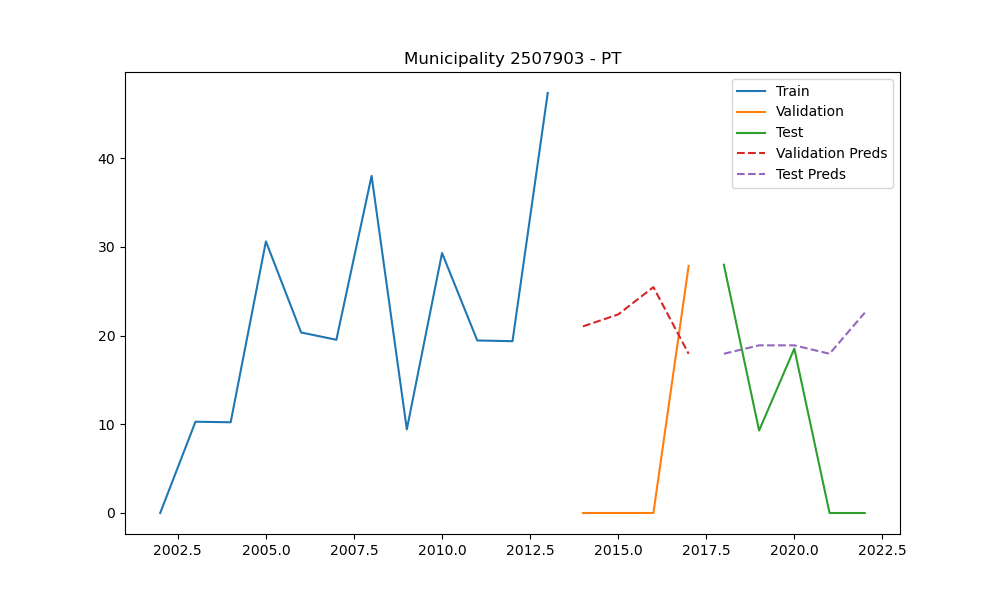 Municipality 2507903 - PT
Train
Validation
Test
Validation Preds
Test Preds
40
30
20
10
0
2002.5 2005.0 2007.5 2010.0 2012.5 2015.0 2017.5 2020.0 2022.5